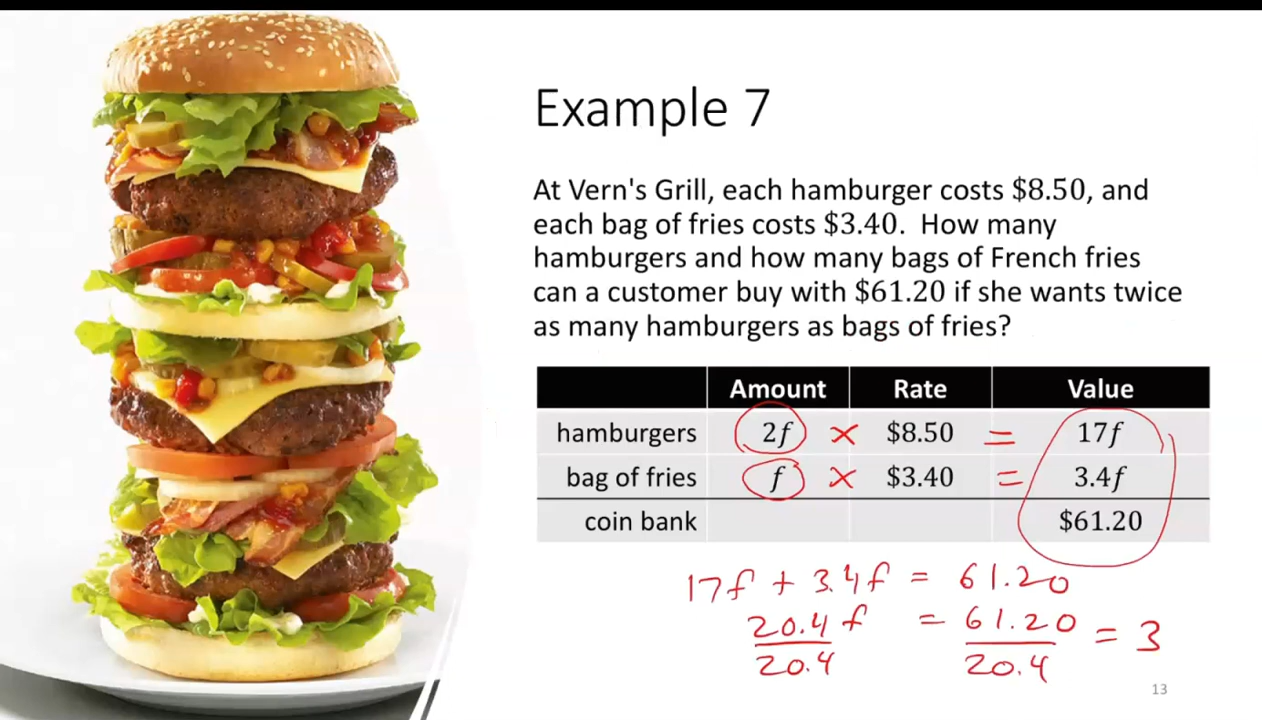 Example 7
At Vern's Grill, each hamburger costs $8.50, and
each bag of fries costs $3.40. How many
hamburgers and how many bags of French fries
can a customer buy with $61.20 if she wants twice
as many hamburgers as bags of fries?
Amount Rate Value
hamburgers 2f × $8.50 = 17f
bag of fries f × $3.40 = 3.4f
coin bank $61.20
17f + 3.4f = 61.20
20.4f = 61.20 = 3
20.4 20.4
13